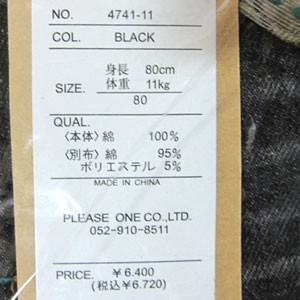 NO. 4741-11
COL. BLACK
身長 80cm
SIZE. 体重 11kg
80
QUAL.
〈本体〉綿 100%
〈別布〉綿 95%
ポリエステル 5%
MADE IN CHINA
PLEASE ONE CO.,LTD.
052-910-8511
PRICE. ￥6.400
(税込￥6.720)